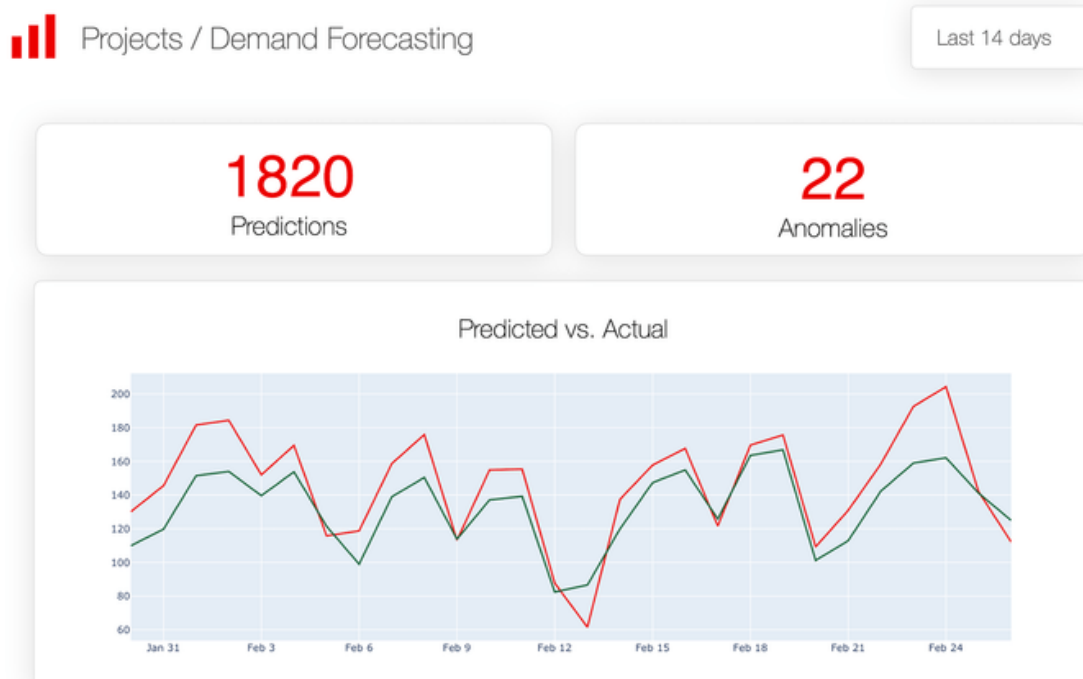 Projects / Demand Forecasting
Last 14 days
1820
Predictions
22
Anomalies
Predicted vs. Actual
200
180
160
140
120
100
80
60
Jan 31 Feb 3 Feb 6 Feb 9 Feb 12 Feb 15 Feb 18 Feb 21 Feb 24